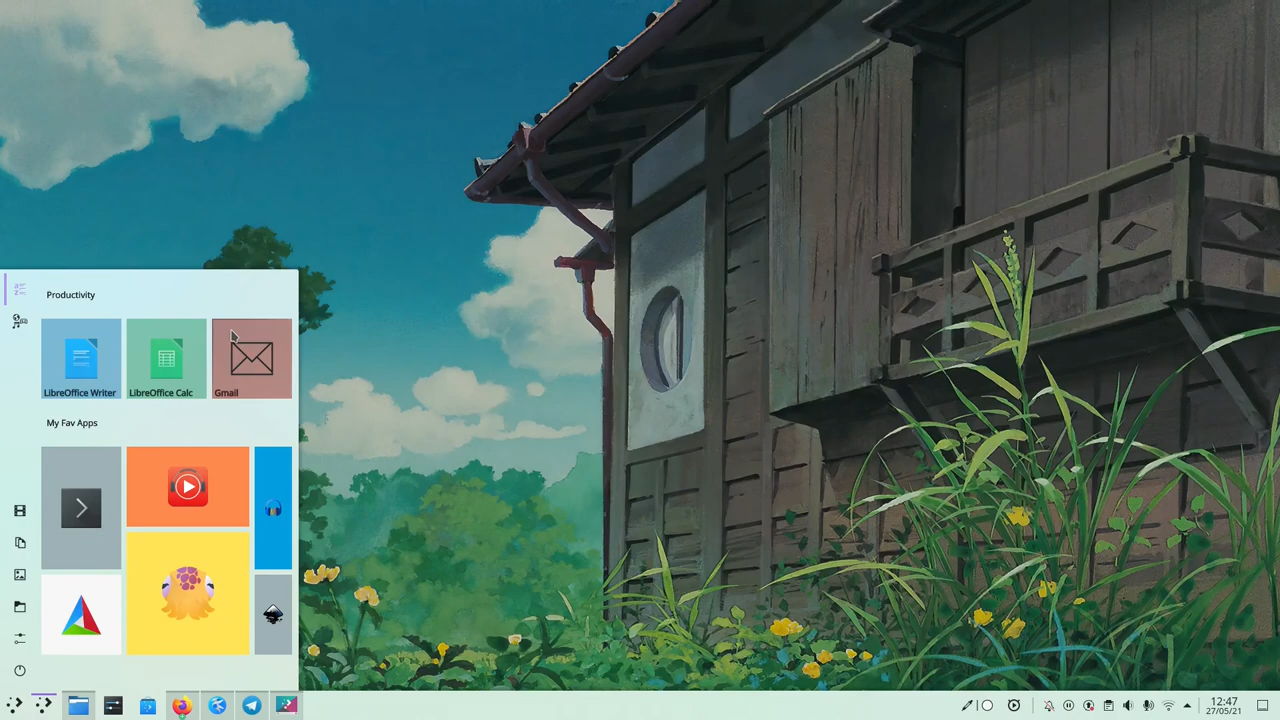 Productivity
LibreOffice Writer
LibreOffice Calc
Gmail
My Fav Apps
12:47
27/05/21